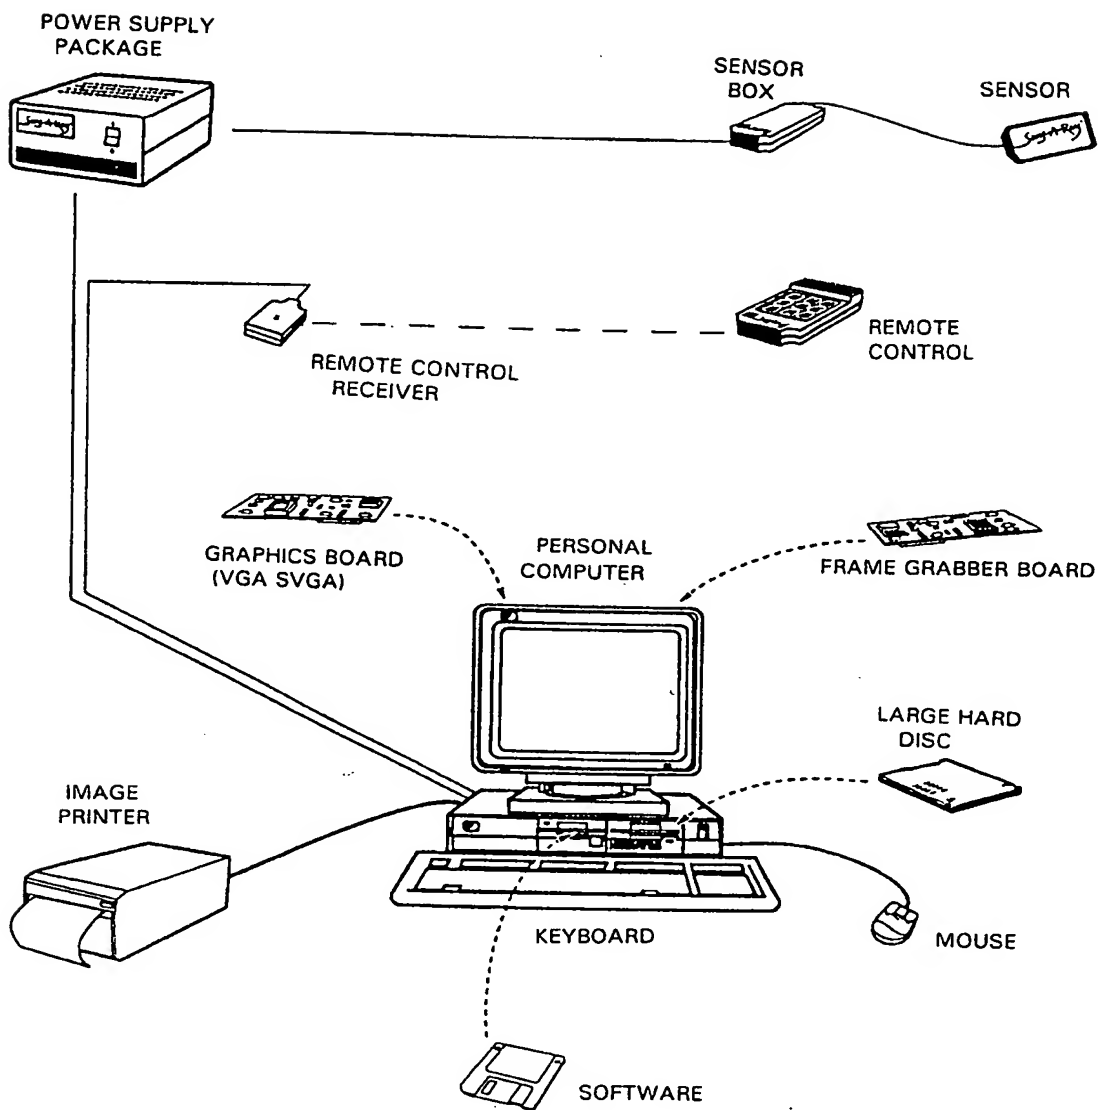 POWER SUPPLY
PACKAGE
SENSOR
BOX
SENSOR
REMOTE CONTROL
RECEIVER
REMOTE
CONTROL
GRAPHICS BOARD
(VGA SVGA)
PERSONAL
COMPUTER
FRAME GRABBER BOARD
LARGE HARD
DISC
IMAGE
PRINTER
KEYBOARD
MOUSE
SOFTWARE